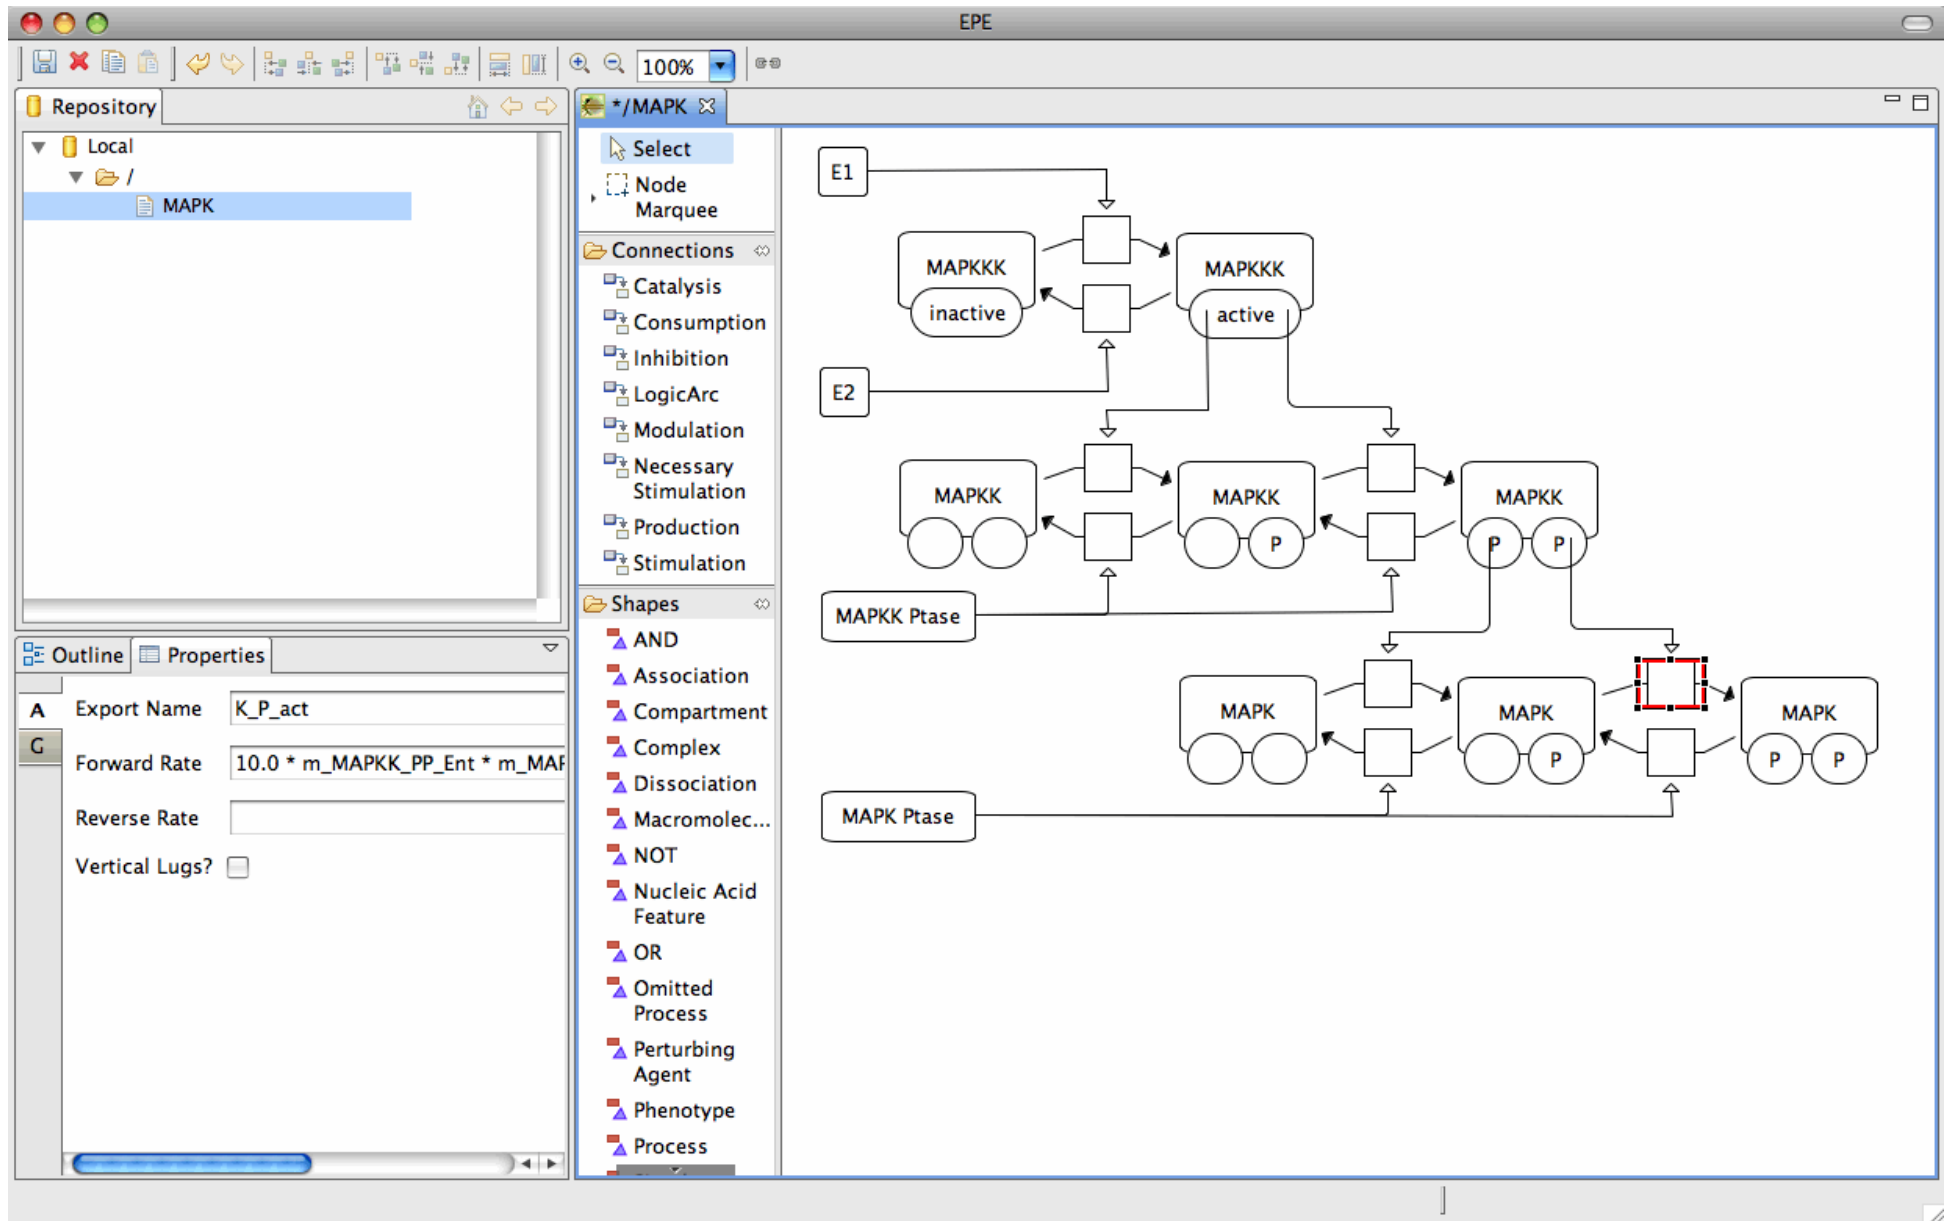 EPE
100%
Repository
Local
/
MAPK
Outline
Properties
A
G
Export Name
K_P_act
Forward Rate
10.0 * m_MAPKK_PP_Ent * m_MAP
Reverse Rate
Vertical Lugs?
*/MAPK
Select
Node
Marquee
Connections
Catalysis
Consumption
Inhibition
LogicArc
Modulation
Necessary
Stimulation
Production
Stimulation
Shapes
AND
Association
Compartment
Complex
Dissociation
Macromolec...
NOT
Nucleic Acid
Feature
OR
Omitted
Process
Perturbing
Agent
Phenotype
Process
E1
MAPKKK
inactive
MAPKKK
active
E2
MAPKK
MAPKK
P
MAPKK
P
P
MAPKK Ptase
MAPK
MAPK
P
MAPK
P
P
MAPK Ptase